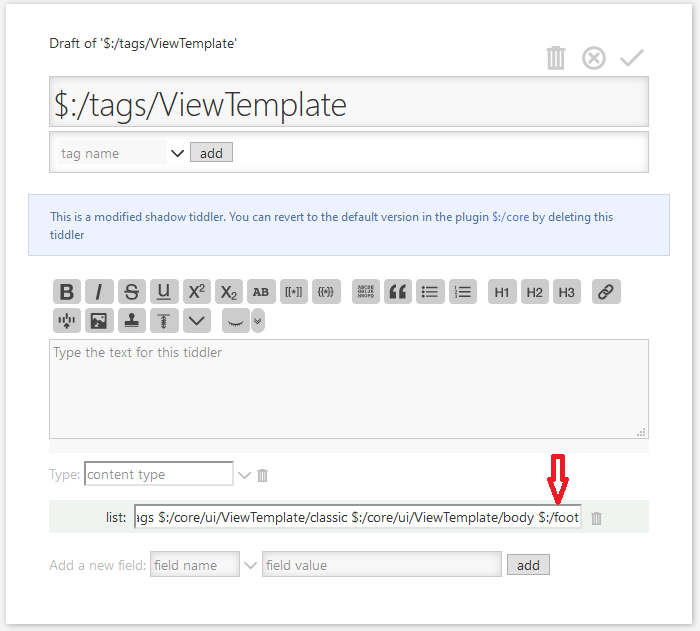 Draft of '$:/tags/ViewTemplate'
$:/tags/ViewTemplate
tag name add
This is a modified shadow tiddler. You can revert to the default version in the plugin $:/core by deleting this
tiddler
B I S U X2 X2 AB [[•]] {{•}} H1 H2 H3
Type the text for this tiddler
Type: content type
list: ags $:/core/ui/ViewTemplate/classic $:/core/ui/ViewTemplate/body $:/foot
Add a new field: field name field value add